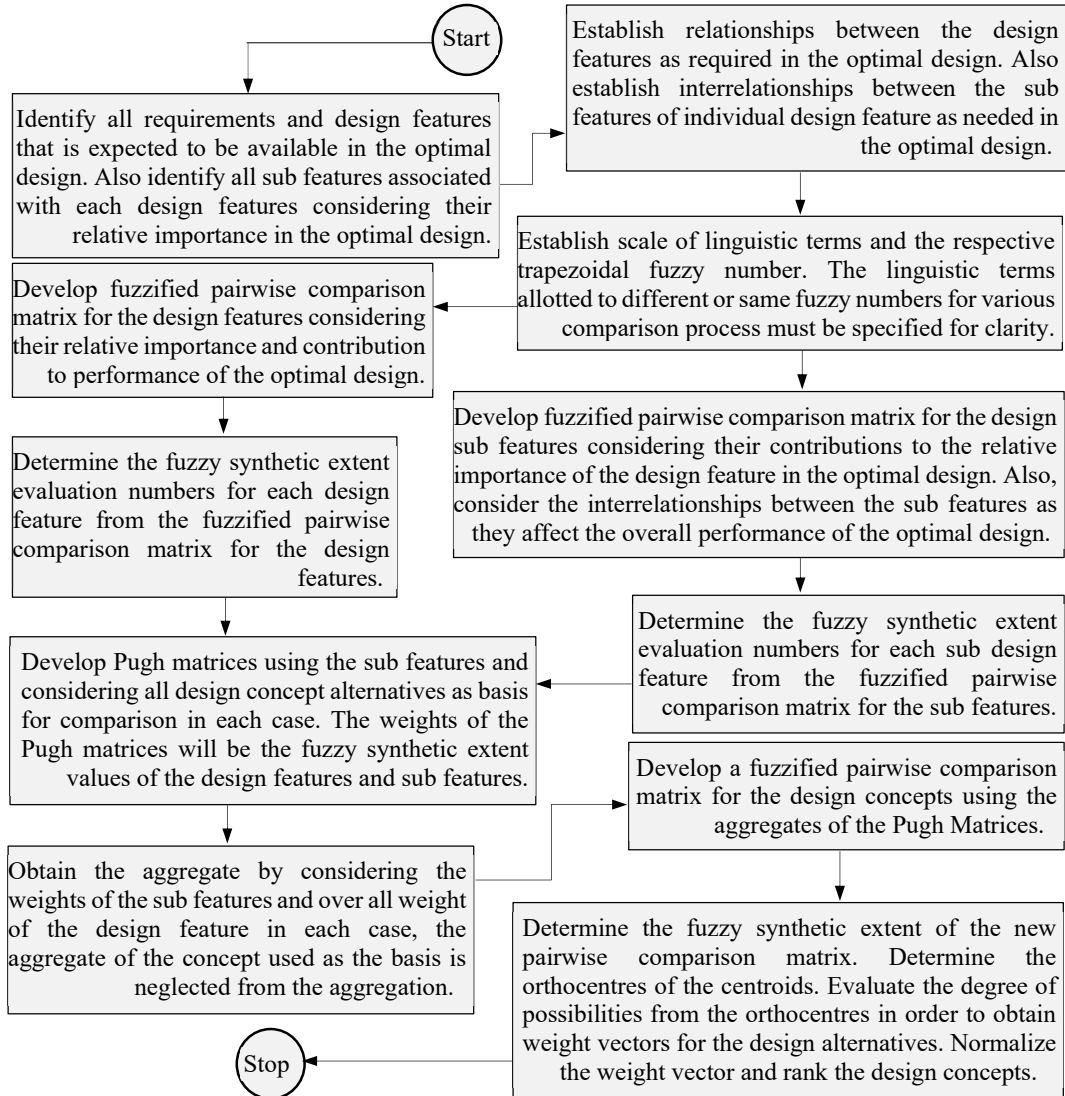 Start
Identify all requirements and design features
that is expected to be available in the optimal
design. Also identify all sub features associated
with each design features considering their
relative importance in the optimal design.
Establish relationships between the design
features as required in the optimal design. Also
establish interrelationships between the sub
features of individual design feature as needed in
the optimal design.
Establish scale of linguistic terms and the respective
trapezoidal fuzzy number. The linguistic terms
allotted to different or same fuzzy numbers for various
comparison process must be specified for clarity.
Develop fuzzified pairwise comparison
matrix for the design features considering
their relative importance and contribution
to performance of the optimal design.
Develop fuzzified pairwise comparison matrix for the design
sub features considering their contributions to the relative
importance of the design feature in the optimal design. Also,
consider the interrelationships between the sub features as
they affect the overall performance of the optimal design.
Determine the fuzzy synthetic extent
evaluation numbers for each design
feature from the fuzzified pairwise
comparison matrix for the design
features.
Determine the fuzzy synthetic extent
evaluation numbers for each sub design
feature from the fuzzified pairwise
comparison matrix for the sub features.
Develop Pugh matrices using the sub features and
considering all design concept alternatives as basis
for comparison in each case. The weights of the
Pugh matrices will be the fuzzy synthetic extent
values of the design features and sub features.
Obtain the aggregate by considering the
weights of the sub features and over all weight
of the design feature in each case, the
aggregate of the concept used as the basis is
neglected from the aggregation.
Develop a fuzzified pairwise comparison
matrix for the design concepts using the
aggregates of the Pugh Matrices.
Determine the fuzzy synthetic extent of the new
pairwise comparison matrix. Determine the
orthocentres of the centroids. Evaluate the degree of
possibilities from the orthocentres in order to obtain
weight vectors for the design alternatives. Normalize
the weight vector and rank the design concepts.
Stop